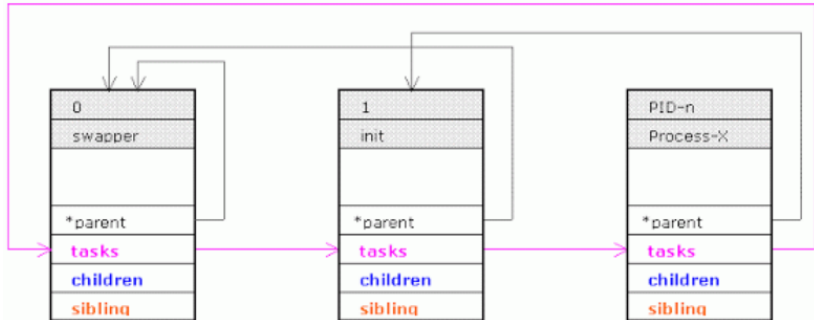 0
swapper
*parent
tasks
children
sibling
1
init
*parent
tasks
children
sibling
PID-n
Process-X
*parent
tasks
children
sibling